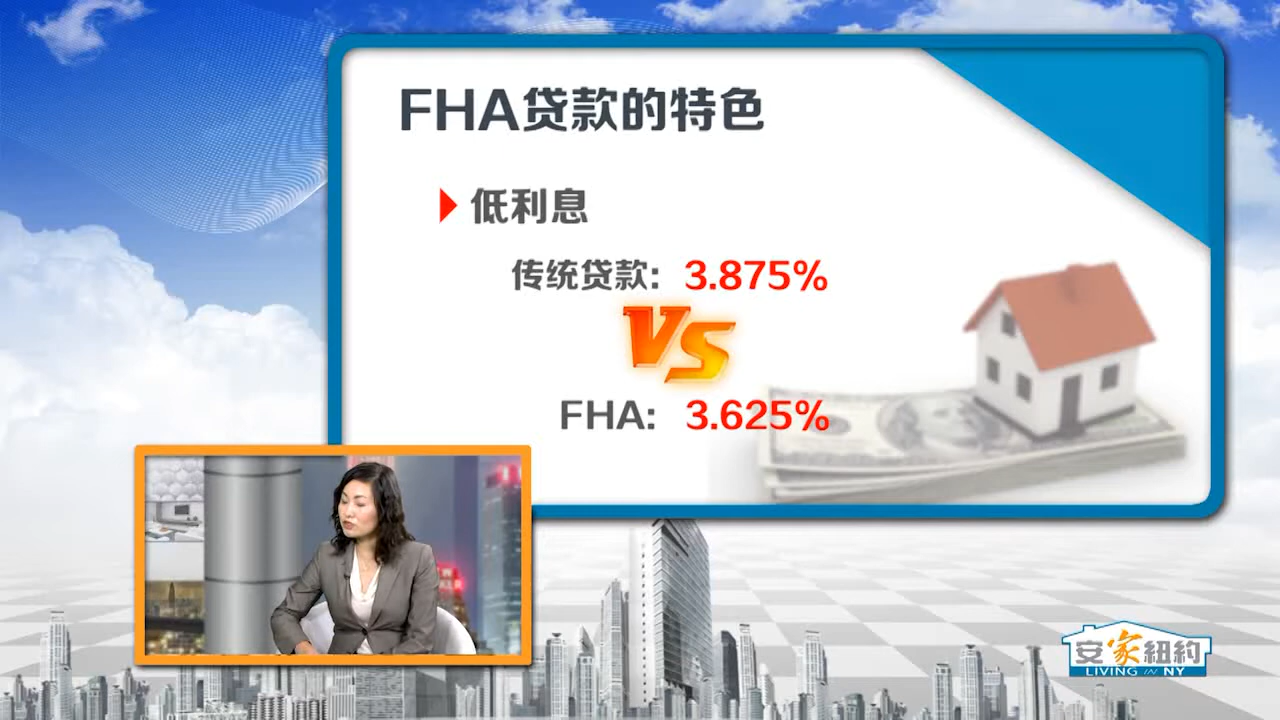 FHA贷款的特色
低利息
传统贷款: 3.875%
VS
FHA: 3.625%
安家紐約
LIVING IN NY